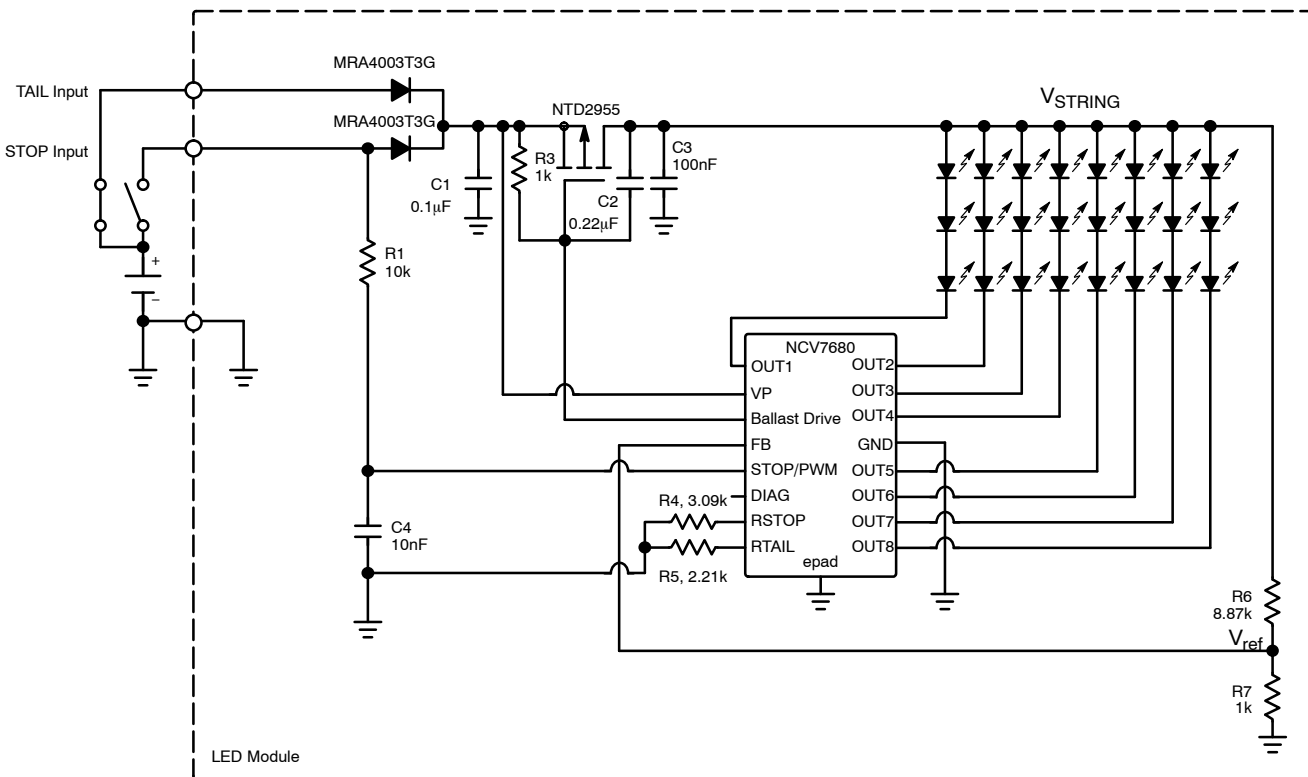 MRA4003T3G
TAIL Input
NTD2955
VSTRING
MRA4003T3G
STOP Input
R3
1k
C3
100nF
C1
0.1μF
C2
0.22μF
R1
10k
+
−
NCV7680
OUT1
OUT2
VP
OUT3
Ballast Drive
OUT4
FB
GND
STOP/PWM
OUT5
DIAG
OUT6
R4, 3.09k
RSTOP
OUT7
RTAIL
OUT8
epad
R5, 2.21k
C4
10nF
R6
8.87k
Vref
R7
1k
LED Module